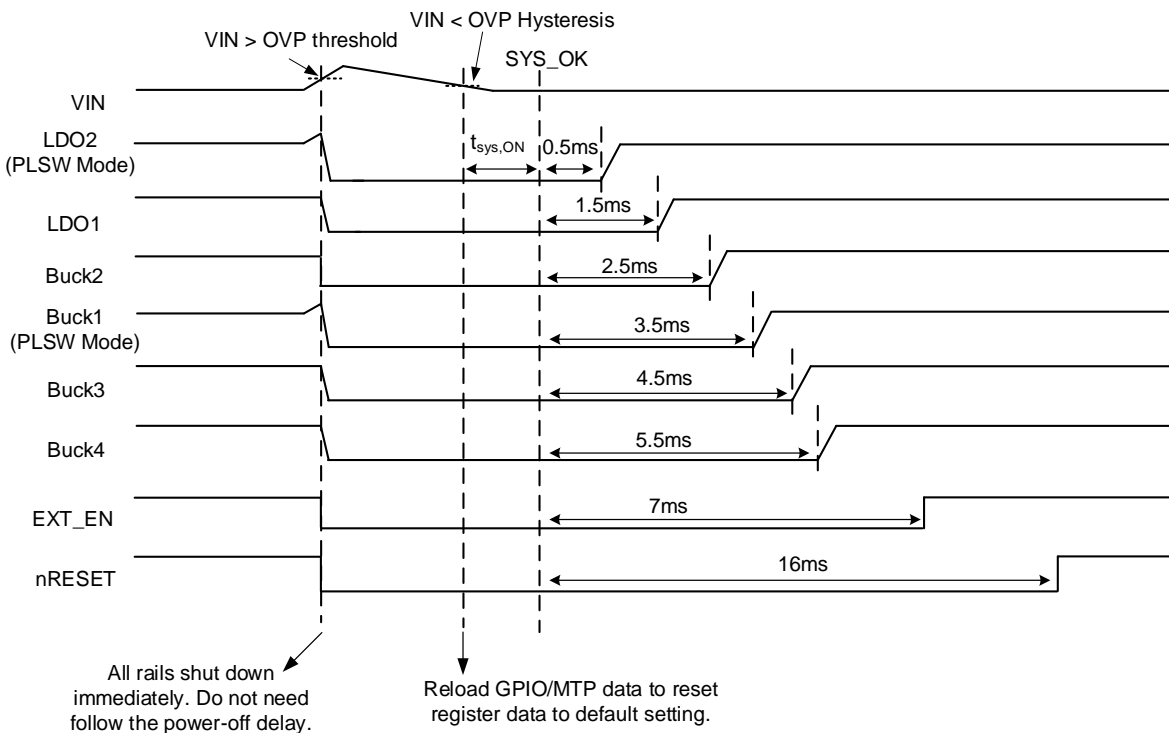 VIN < OVP Hysteresis
VIN > OVP threshold
SYS_OK
VIN
LDO2
(PLSW Mode)
tsys,ON
0.5ms
LDO1
1.5ms
Buck2
2.5ms
Buck1
(PLSW Mode)
3.5ms
Buck3
4.5ms
Buck4
5.5ms
EXT_EN
7ms
nRESET
16ms
All rails shut down
immediately. Do not need
follow the power-off delay.
Reload GPIO/MTP data to reset
register data to default setting.